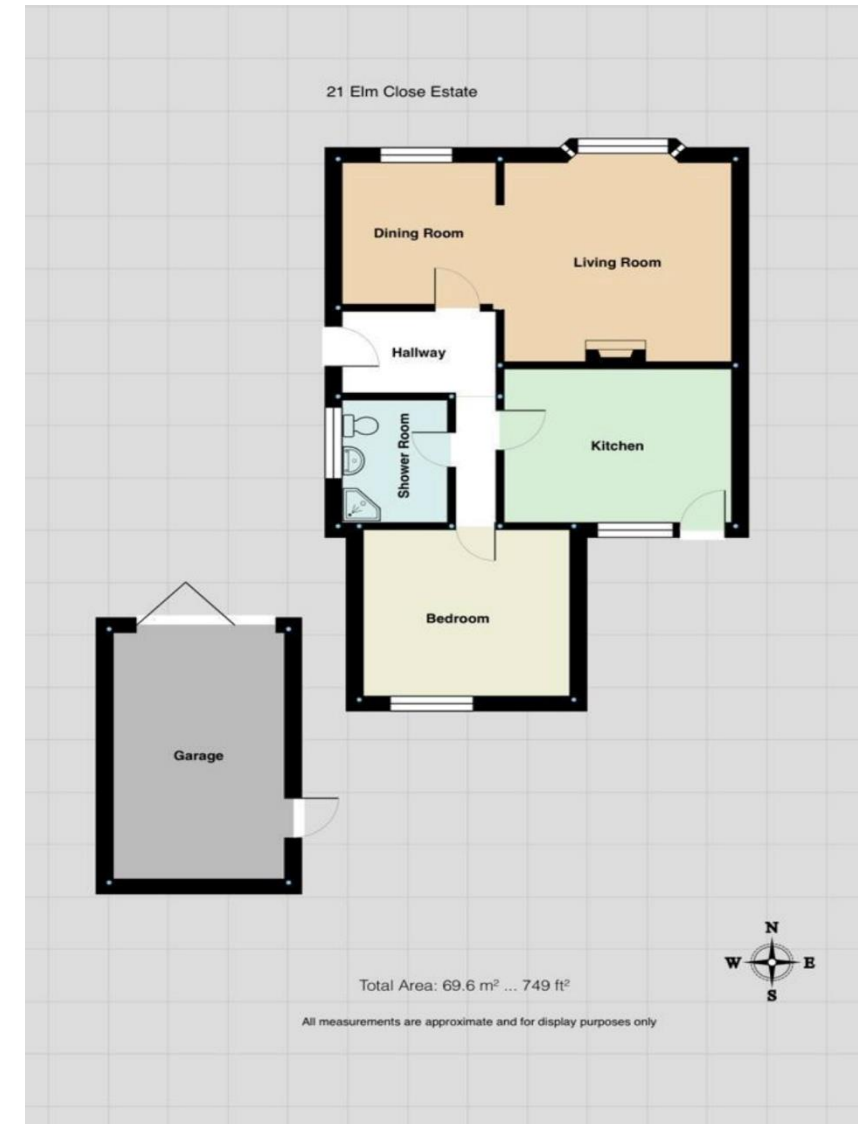 21 Elm Close Estate
Dining Room
Living Room
Hallway
Shower Room
Kitchen
Bedroom
Garage
N
W E
S
Total Area: 69.6 m² ... 749 ft²
All measurements are approximate and for display purposes only